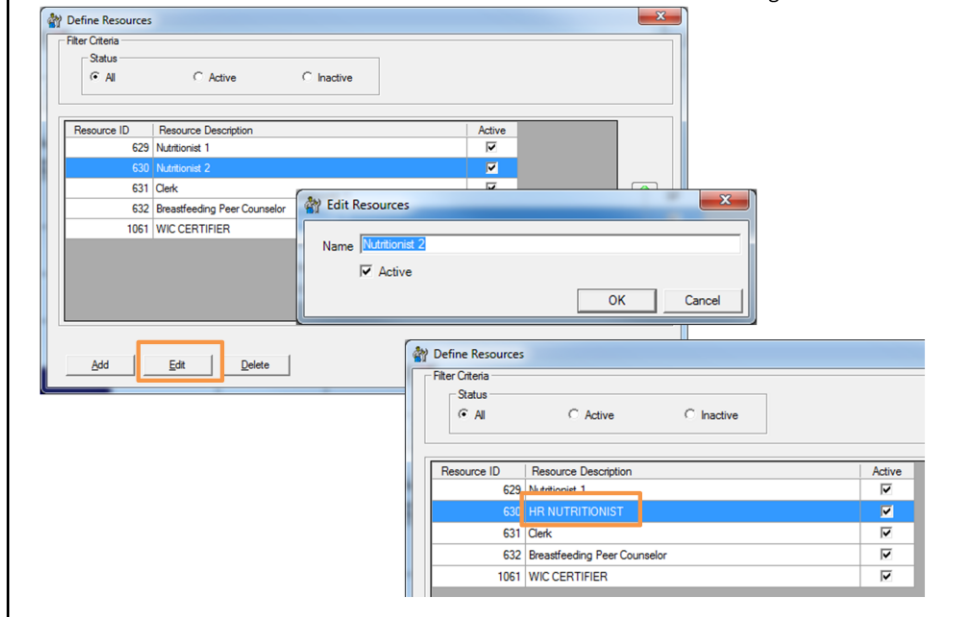 Define Resources
Filter Criteria
Status
All Active Inactive
Resource ID Resource Description Active
629 Nutritionist 1
630 Nutritionist 2
631 Clerk
632 Breastfeeding Peer Counselor
1061 WIC CERTIFIER
Add Edit Delete
Edit Resources
Name Nutritionist 2
Active
OK Cancel
Define Resources
Filter Criteria
Status
All Active Inactive
Resource ID Resource Description Active
629 Nutritionist 1
630 HR NUTRITIONIST
631 Clerk
632 Breastfeeding Peer Counselor
1061 WIC CERTIFIER